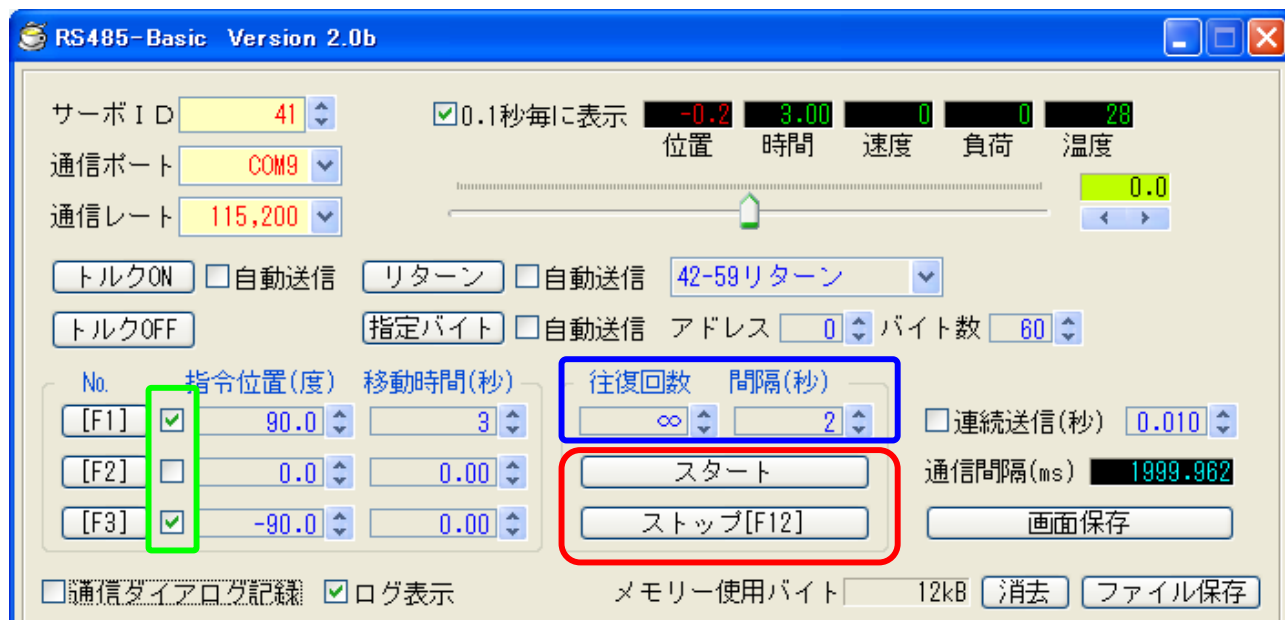 RS485-Basic Version 2.0b
サーボID 41 0.1秒毎に表示 -0.2 3.00 0 0 28
位置 時間 速度 負荷 温度
通信ポート COM9
0.0
通信レート 115,200
トルクON 自動送信 リターン 自動送信 42-59リターン
トルクOFF 指定バイト 自動送信 アドレス 0 バイト数 60
No. 指令位置(度) 移動時間(秒) 往復回数 間隔(秒)
[F1] 90.0 3 ∞ 2 連続送信(秒) 0.010
[F2] 0.0 0.00 スタート 通信間隔(ms) 1999.962
[F3] -90.0 0.00 ストップ[F12] 画面保存
通信ダイアログ記録 ログ表示 メモリー使用バイト 12kB 消去 ファイル保存